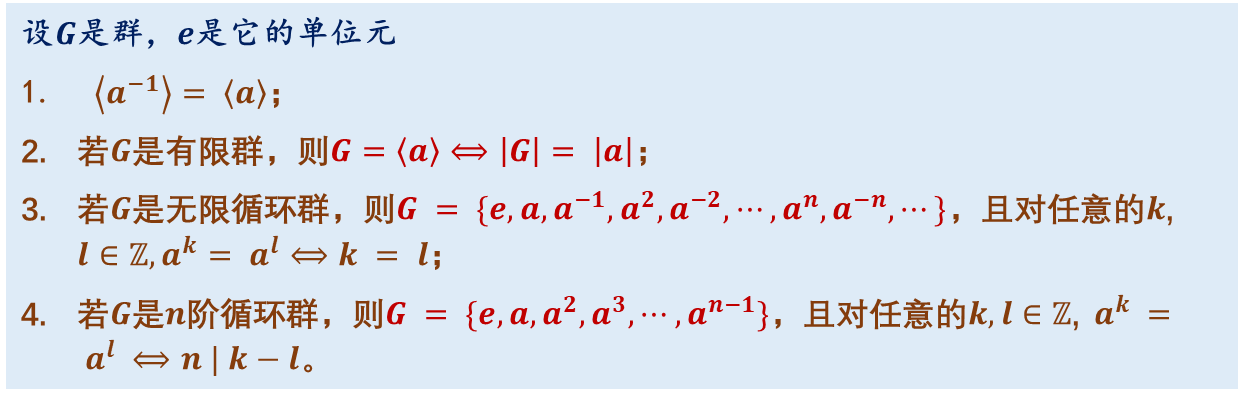 设G是群，e是它的单位元
1. ⟨a⁻¹⟩ = ⟨a⟩；
2. 若G是有限群，则G = ⟨a⟩ ⟺ |G| = |a|；
3. 若G是无限循环群，则G = {e, a, a⁻¹, a², a⁻², ⋯, aⁿ, a⁻ⁿ, ⋯}，且对任意的k,
l ∈ ℤ, aᵏ = aˡ ⟺ k = l；
4. 若G是n阶循环群，则G = {e, a, a², a³, ⋯, aⁿ⁻¹}，且对任意的k, l ∈ ℤ, aᵏ =
aˡ ⟺ n | k − l。